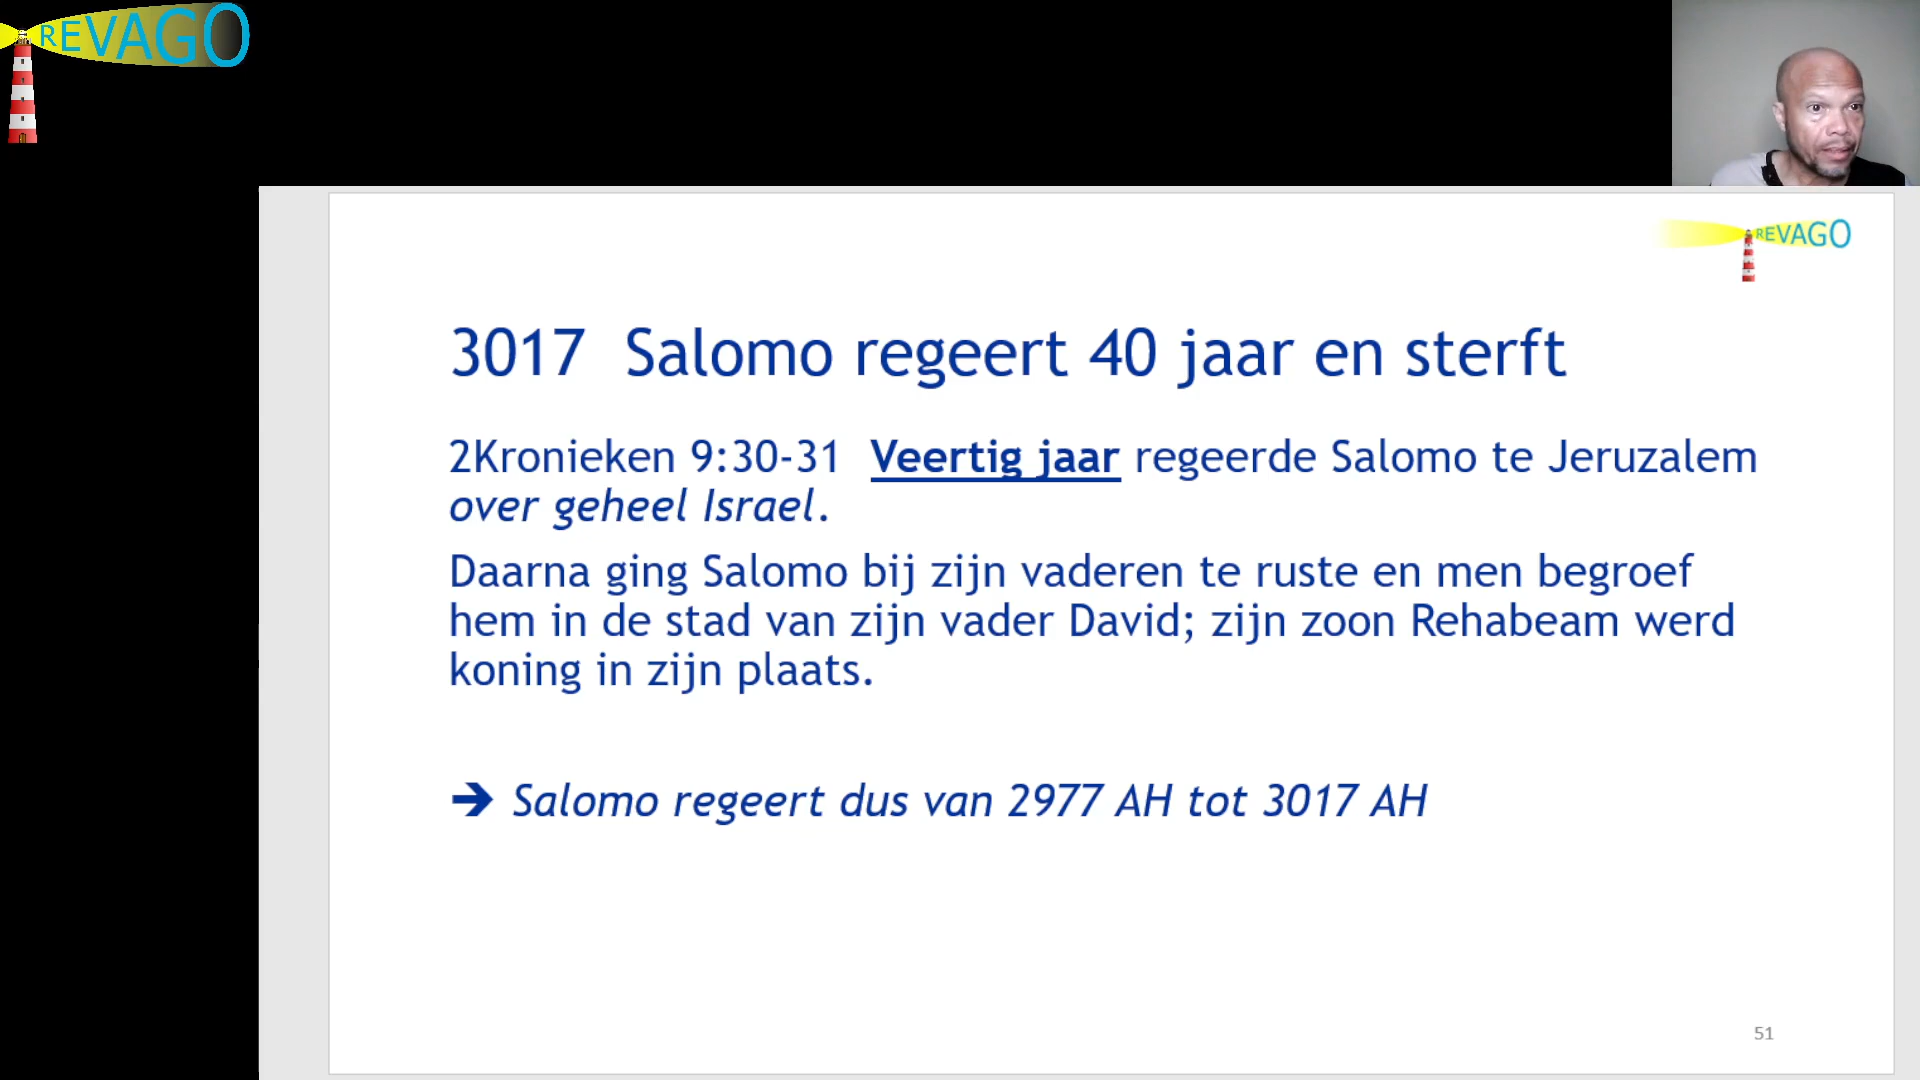 REVAGO
REVAGO
3017 Salomo regeert 40 jaar en sterft
2Kronieken 9:30-31 Veertig jaar regeerde Salomo te Jeruzalem
over geheel Israel.
Daarna ging Salomo bij zijn vaderen te ruste en men begroef
hem in de stad van zijn vader David; zijn zoon Rehabeam werd
koning in zijn plaats.
➔ Salomo regeert dus van 2977 AH tot 3017 AH
51